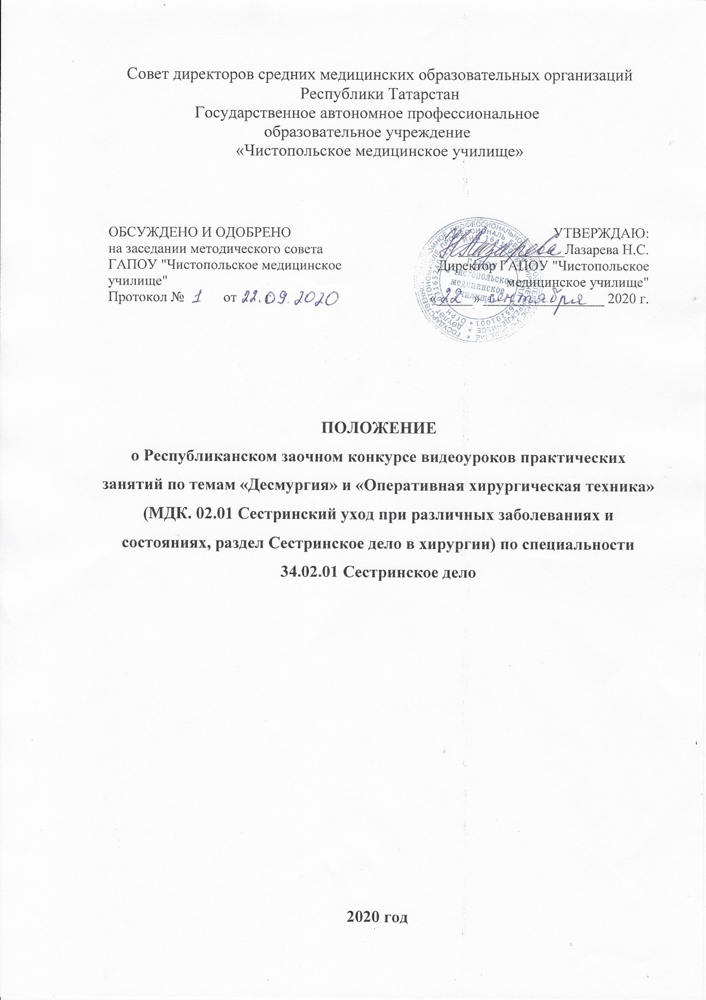 Совет директоров средних медицинских образовательных организаций
Республики Татарстан
Государственное автономное профессиональное
образовательное учреждение
«Чистопольское медицинское училище»
ОБСУЖДЕНО И ОДОБРЕНО
на заседании методического совета
ГАПОУ "Чистопольское медицинское
училище"
Протокол № 1 от 22.09.2020
УТВЕРЖДАЮ:
Лазарева Н.С.
Директор ГАПОУ "Чистопольское
медицинское училище"
«22» сентября 2020 г.
ГАПОУ
Чистопольское
медицинское
училище
ПОЛОЖЕНИЕ
о Республиканском заочном конкурсе видеоуроков практических
занятий по темам «Десмургия» и «Оперативная хирургическая техника»
(МДК. 02.01 Сестринский уход при различных заболеваниях и
состояниях, раздел Сестринское дело в хирургии) по специальности
34.02.01 Сестринское дело
2020 год